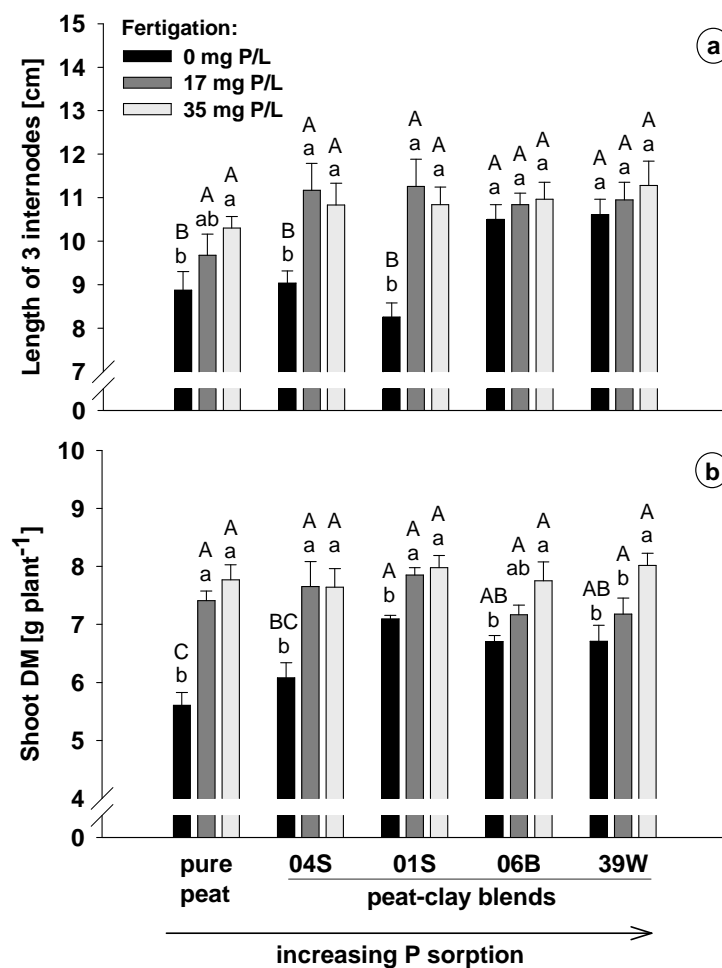 Fertigation:
0 mg P/L
17 mg P/L
35 mg P/L
a
Length of 3 internodes [cm]
15
14
13
12
11
10
9
8
7
0
B
b
A
ab
A
a
B
b
A
a
A
a
B
b
A
a
A
a
A
a
A
a
A
a
A
a
A
a
A
a
b
Shoot DM [g plant⁻¹]
10
9
8
7
6
5
4
0
C
b
A
a
A
a
BC
b
A
a
A
a
A
b
A
a
A
a
AB
b
A
ab
A
a
AB
b
A
b
A
a
pure peat
04S 01S 06B 39W
peat-clay blends
increasing P sorption